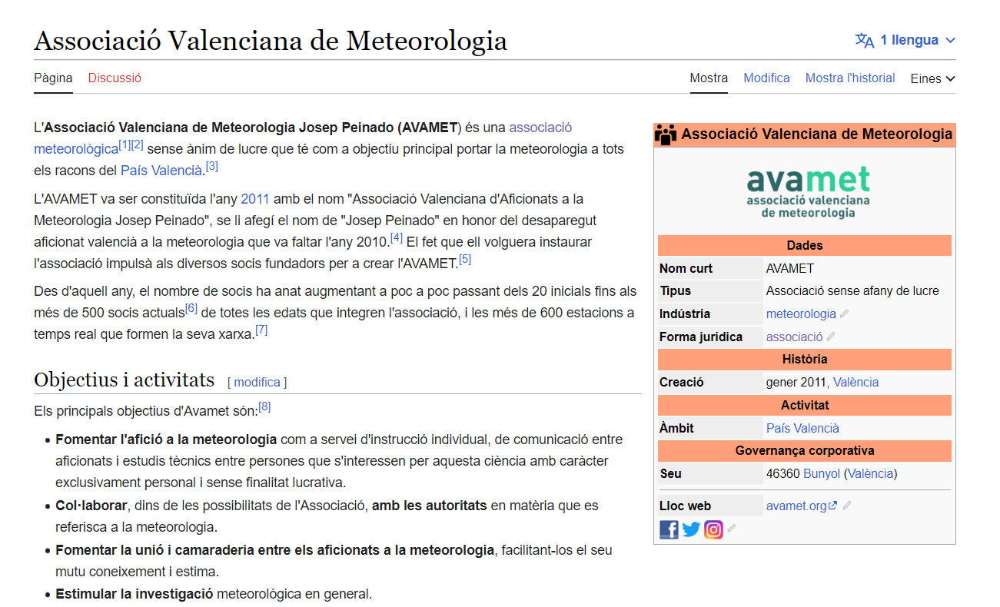 Associació Valenciana de Meteorologia
1 llengua
Pàgina Discussió
Mostra Modifica Mostra l'historial Eines
L'Associació Valenciana de Meteorologia Josep Peinado (AVAMET) és una associació
meteorològica[1][2] sense ànim de lucre que té com a objectiu principal portar la meteorologia a tots
els racons del País Valencià.[3]
L'AVAMET va ser constituïda l'any 2011 amb el nom "Associació Valenciana d'Aficionats a la
Meteorologia Josep Peinado", se li afegí el nom de "Josep Peinado" en honor del desaparegut
aficionat valencià a la meteorologia que va faltar l'any 2010.[4] El fet que ell volguera instaurar
l'associació impulsà als diversos socis fundadors per a crear l'AVAMET.[5]
Des d'aquell any, el nombre de socis ha anat augmentant a poc a poc passant dels 20 inicials fins als
més de 500 socis actuals[6] de totes les edats que integren l'associació, i les més de 600 estacions a
temps real que formen la seva xarxa.[7]
Objectius i activitats [ modifica ]
Els principals objectius d'Avamet són:[8]
• Fomentar l'afició a la meteorologia com a servei d'instrucció individual, de comunicació entre
aficionats i estudis tècnics entre persones que s'interessen per aquesta ciència amb caràcter
exclusivament personal i sense finalitat lucrativa.
• Col·laborar, dins de les possibilitats de l'Associació, amb les autoritats en matèria que es
referisca a la meteorologia.
• Fomentar la unió i camaraderia entre els aficionats a la meteorologia, facilitant-los el seu
mutu coneixement i estima.
• Estimular la investigació meteorològica en general.
Associació Valenciana de Meteorologia
avamet
associació valenciana
de meteorologia
Dades
Nom curt AVAMET
Tipus Associació sense afany de lucre
Indústria meteorologia
Forma jurídica associació
Història
Creació gener 2011, València
Activitat
Àmbit País Valencià
Governança corporativa
Seu 46360 Bunyol (València)
Lloc web avamet.org